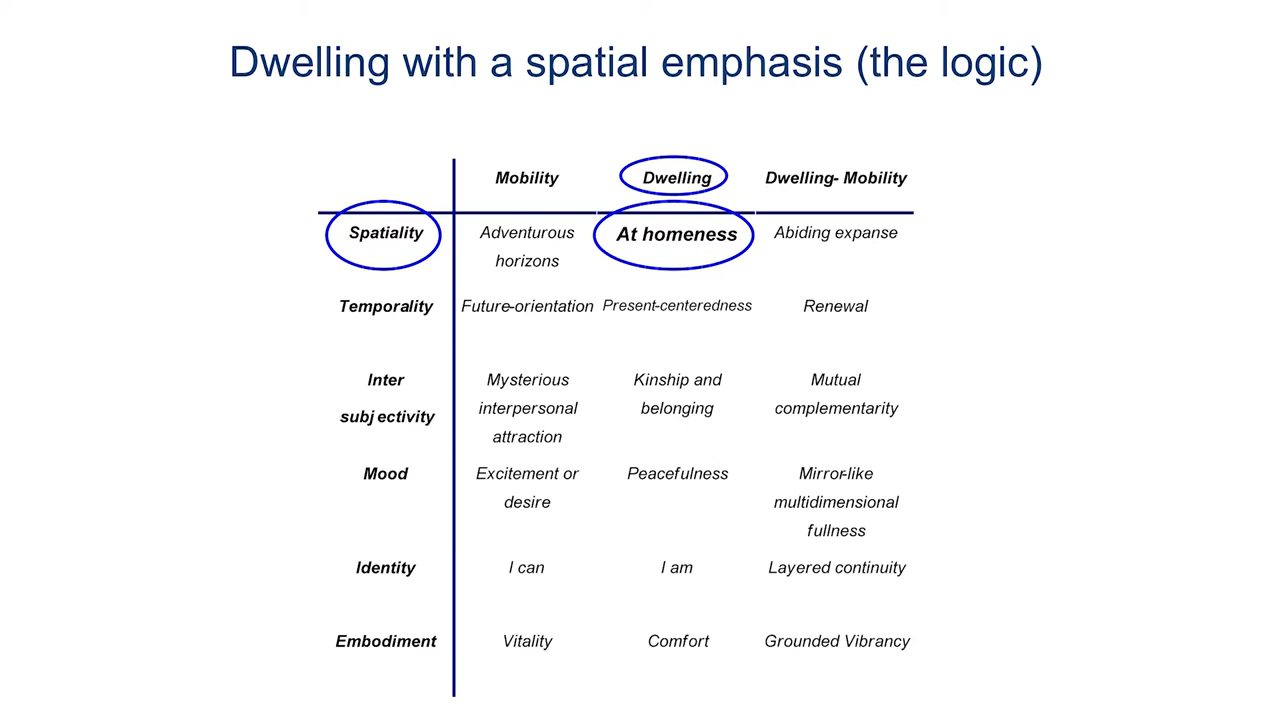 Dwelling with a spatial emphasis (the logic)
Mobility Dwelling Dwelling- Mobility
Spatiality Adventurous At homeness Abiding expanse
horizons
Temporality Future-orientation Present-centeredness Renewal
Inter Mysterious Kinship and Mutual
subj ectivity interpersonal belonging complementarity
attraction
Mood Excitement or Peacefulness Mirror-like
desire multidimensional
fullness
Identity I can I am Layered continuity
Embodiment Vitality Comfort Grounded Vibrancy